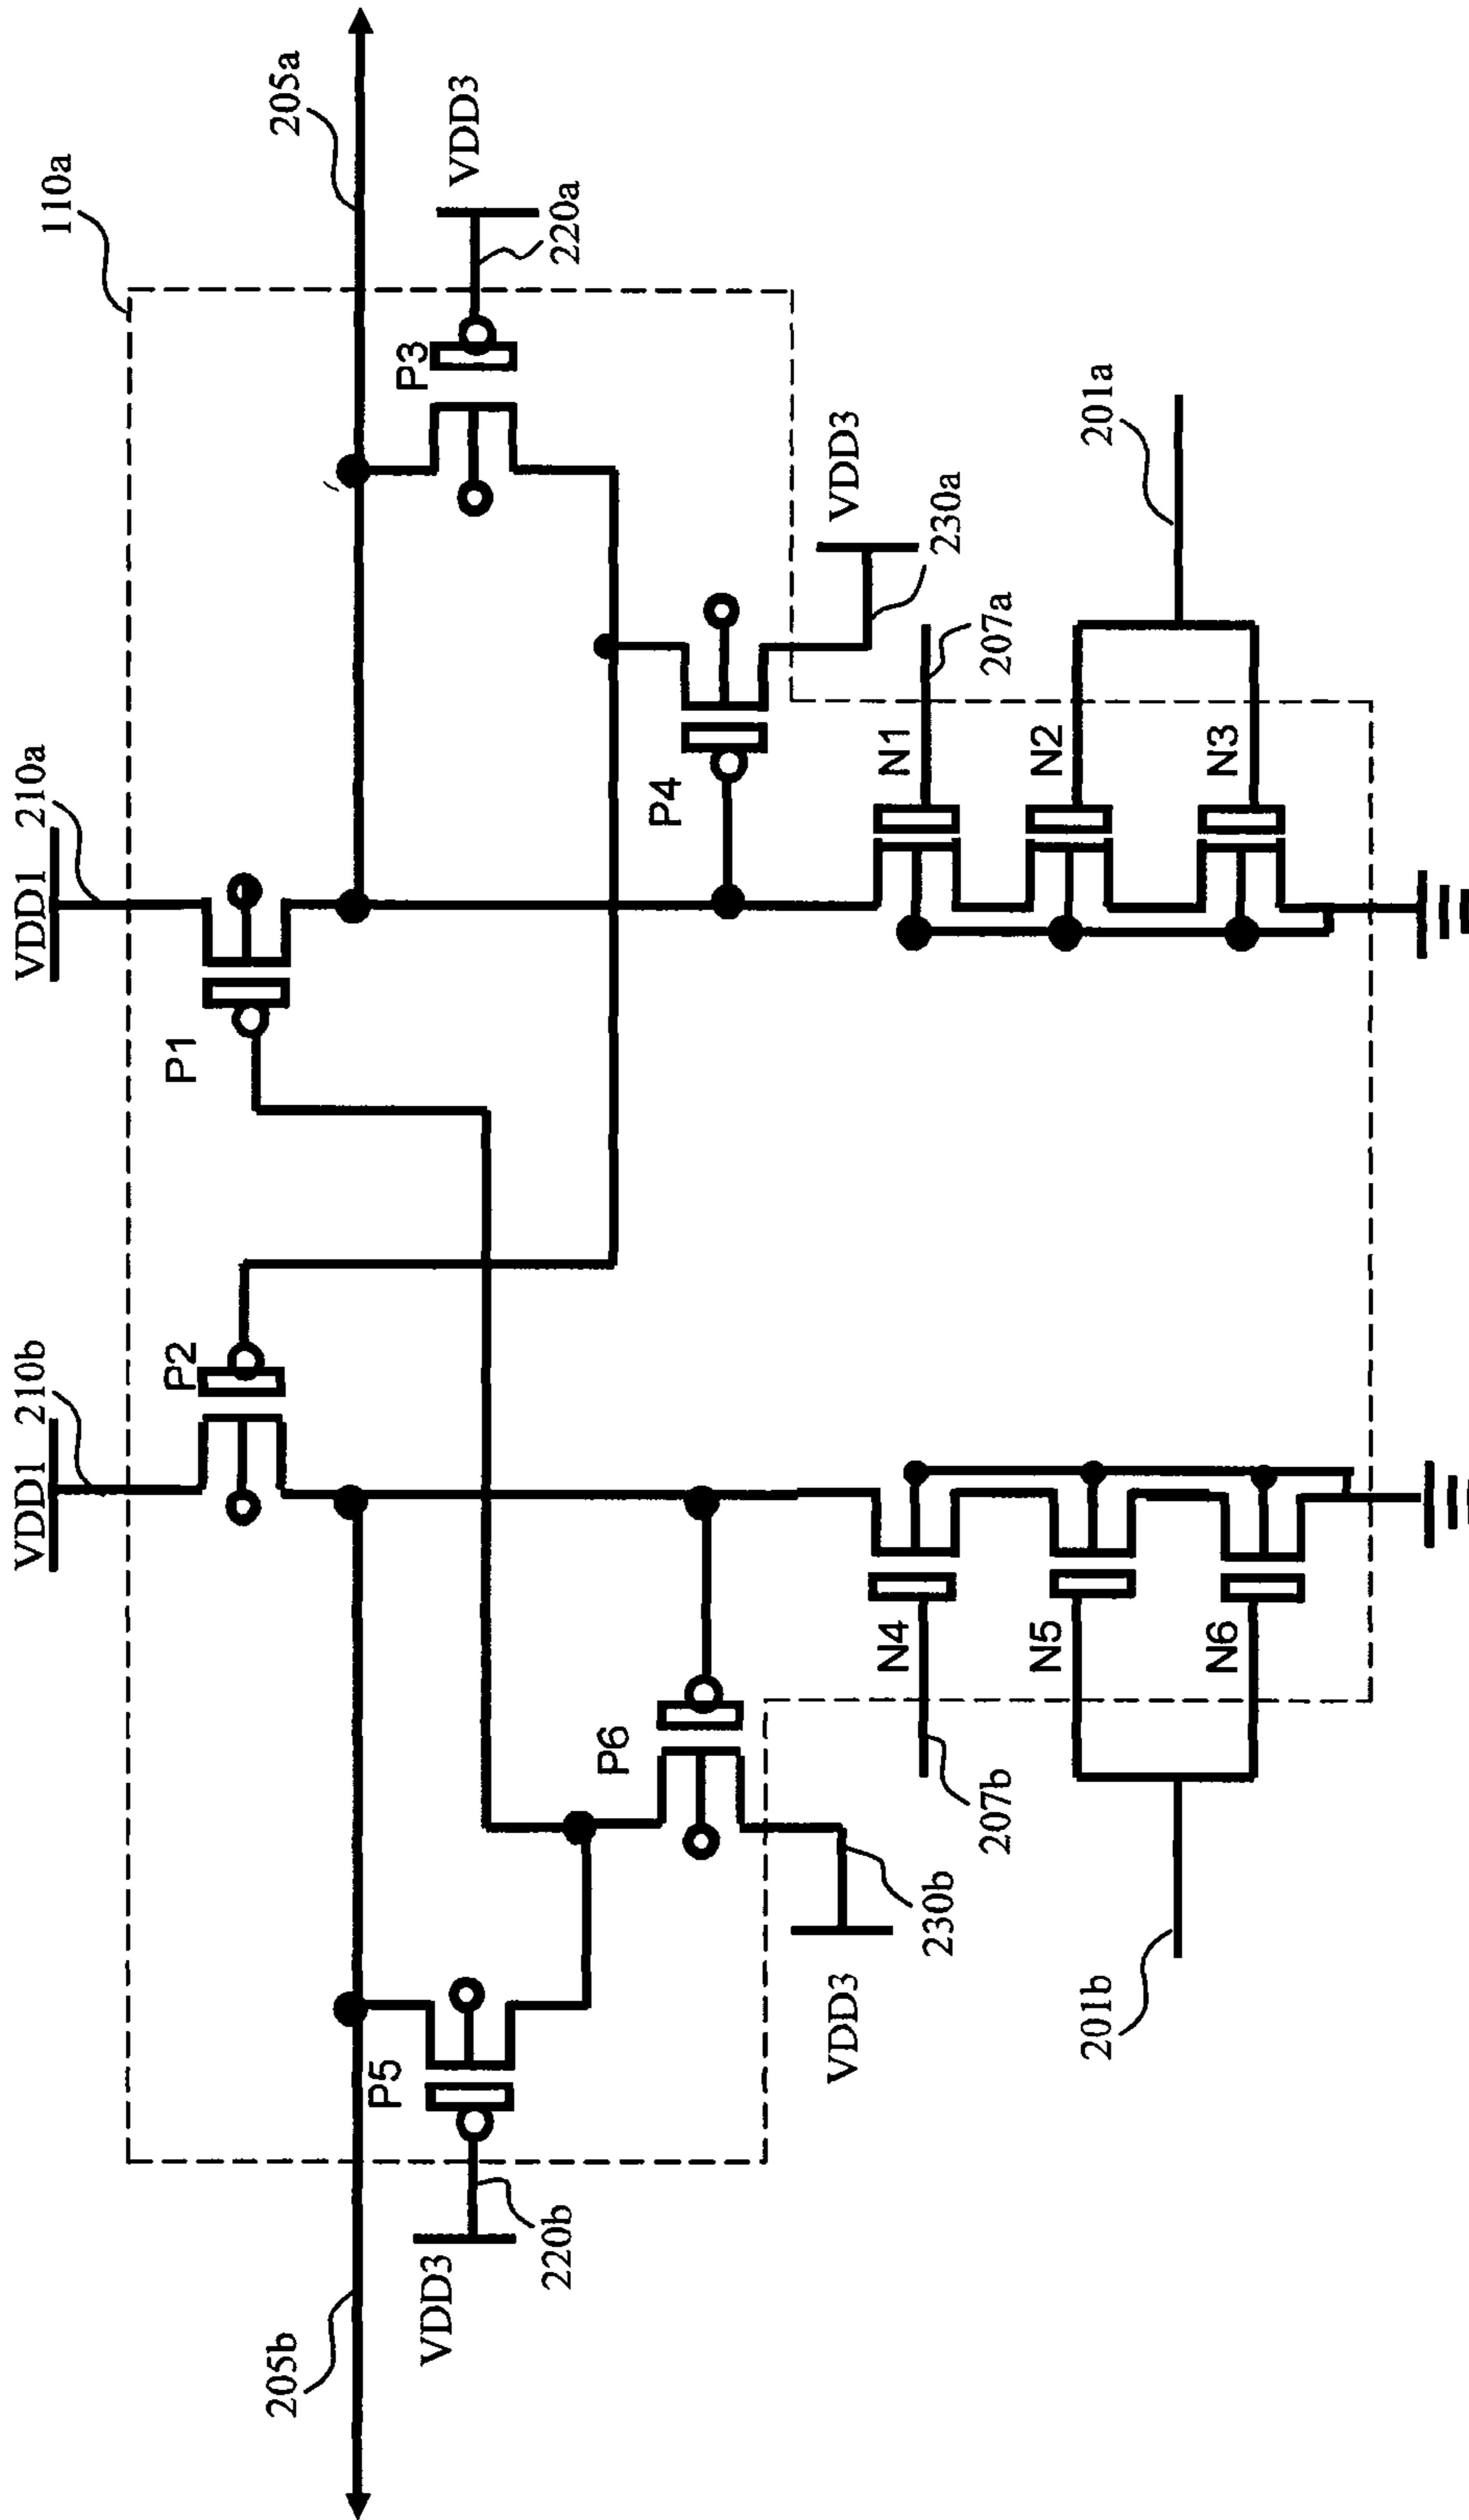 110a
205a
VDD3
220a
P3
VDD1
210a
P1
P4
VDD3
230a
207a
201a
N1
N2
N3
VDD1
210b
P2
P6
N4
N5
N6
207b
230b
VDD3
201b
P5
VDD3
220b
205b